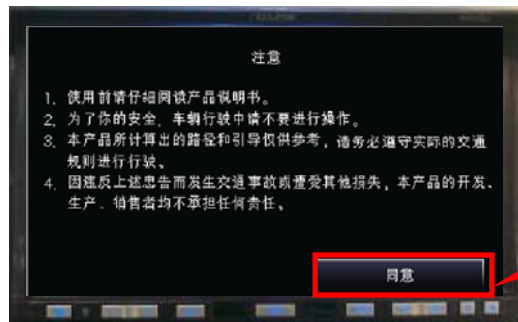 注意
1. 使用前请仔细阅读产品说明书。
2. 为了你的安全，车辆行驶中请不要进行操作。
3. 本产品所计算出的路径和引导仅供参考，请务必遵守实际的交通
规则进行行驶、
4. 因违反上述忠告而发生交通事故或遭受其他损失，本产品的开发、
生产、销售者均不承担任何责任、
同意